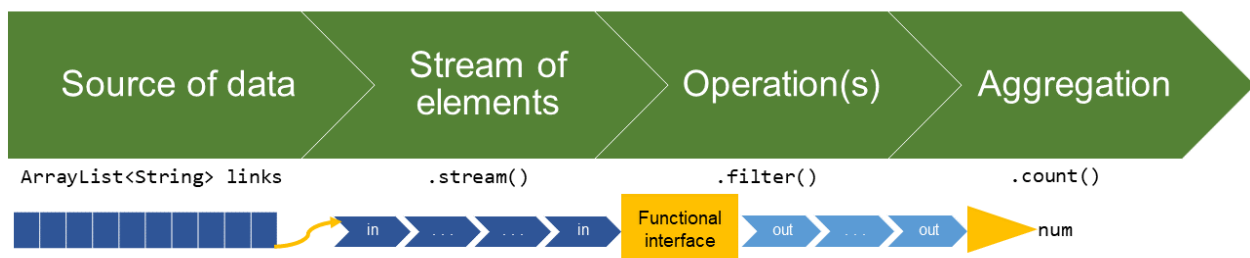 Source of data
Stream of
elements
Operation(s)
Aggregation
ArrayList<String> links
.stream()
.filter()
.count()
in
...
...
in
Functional
interface
out
...
out
num